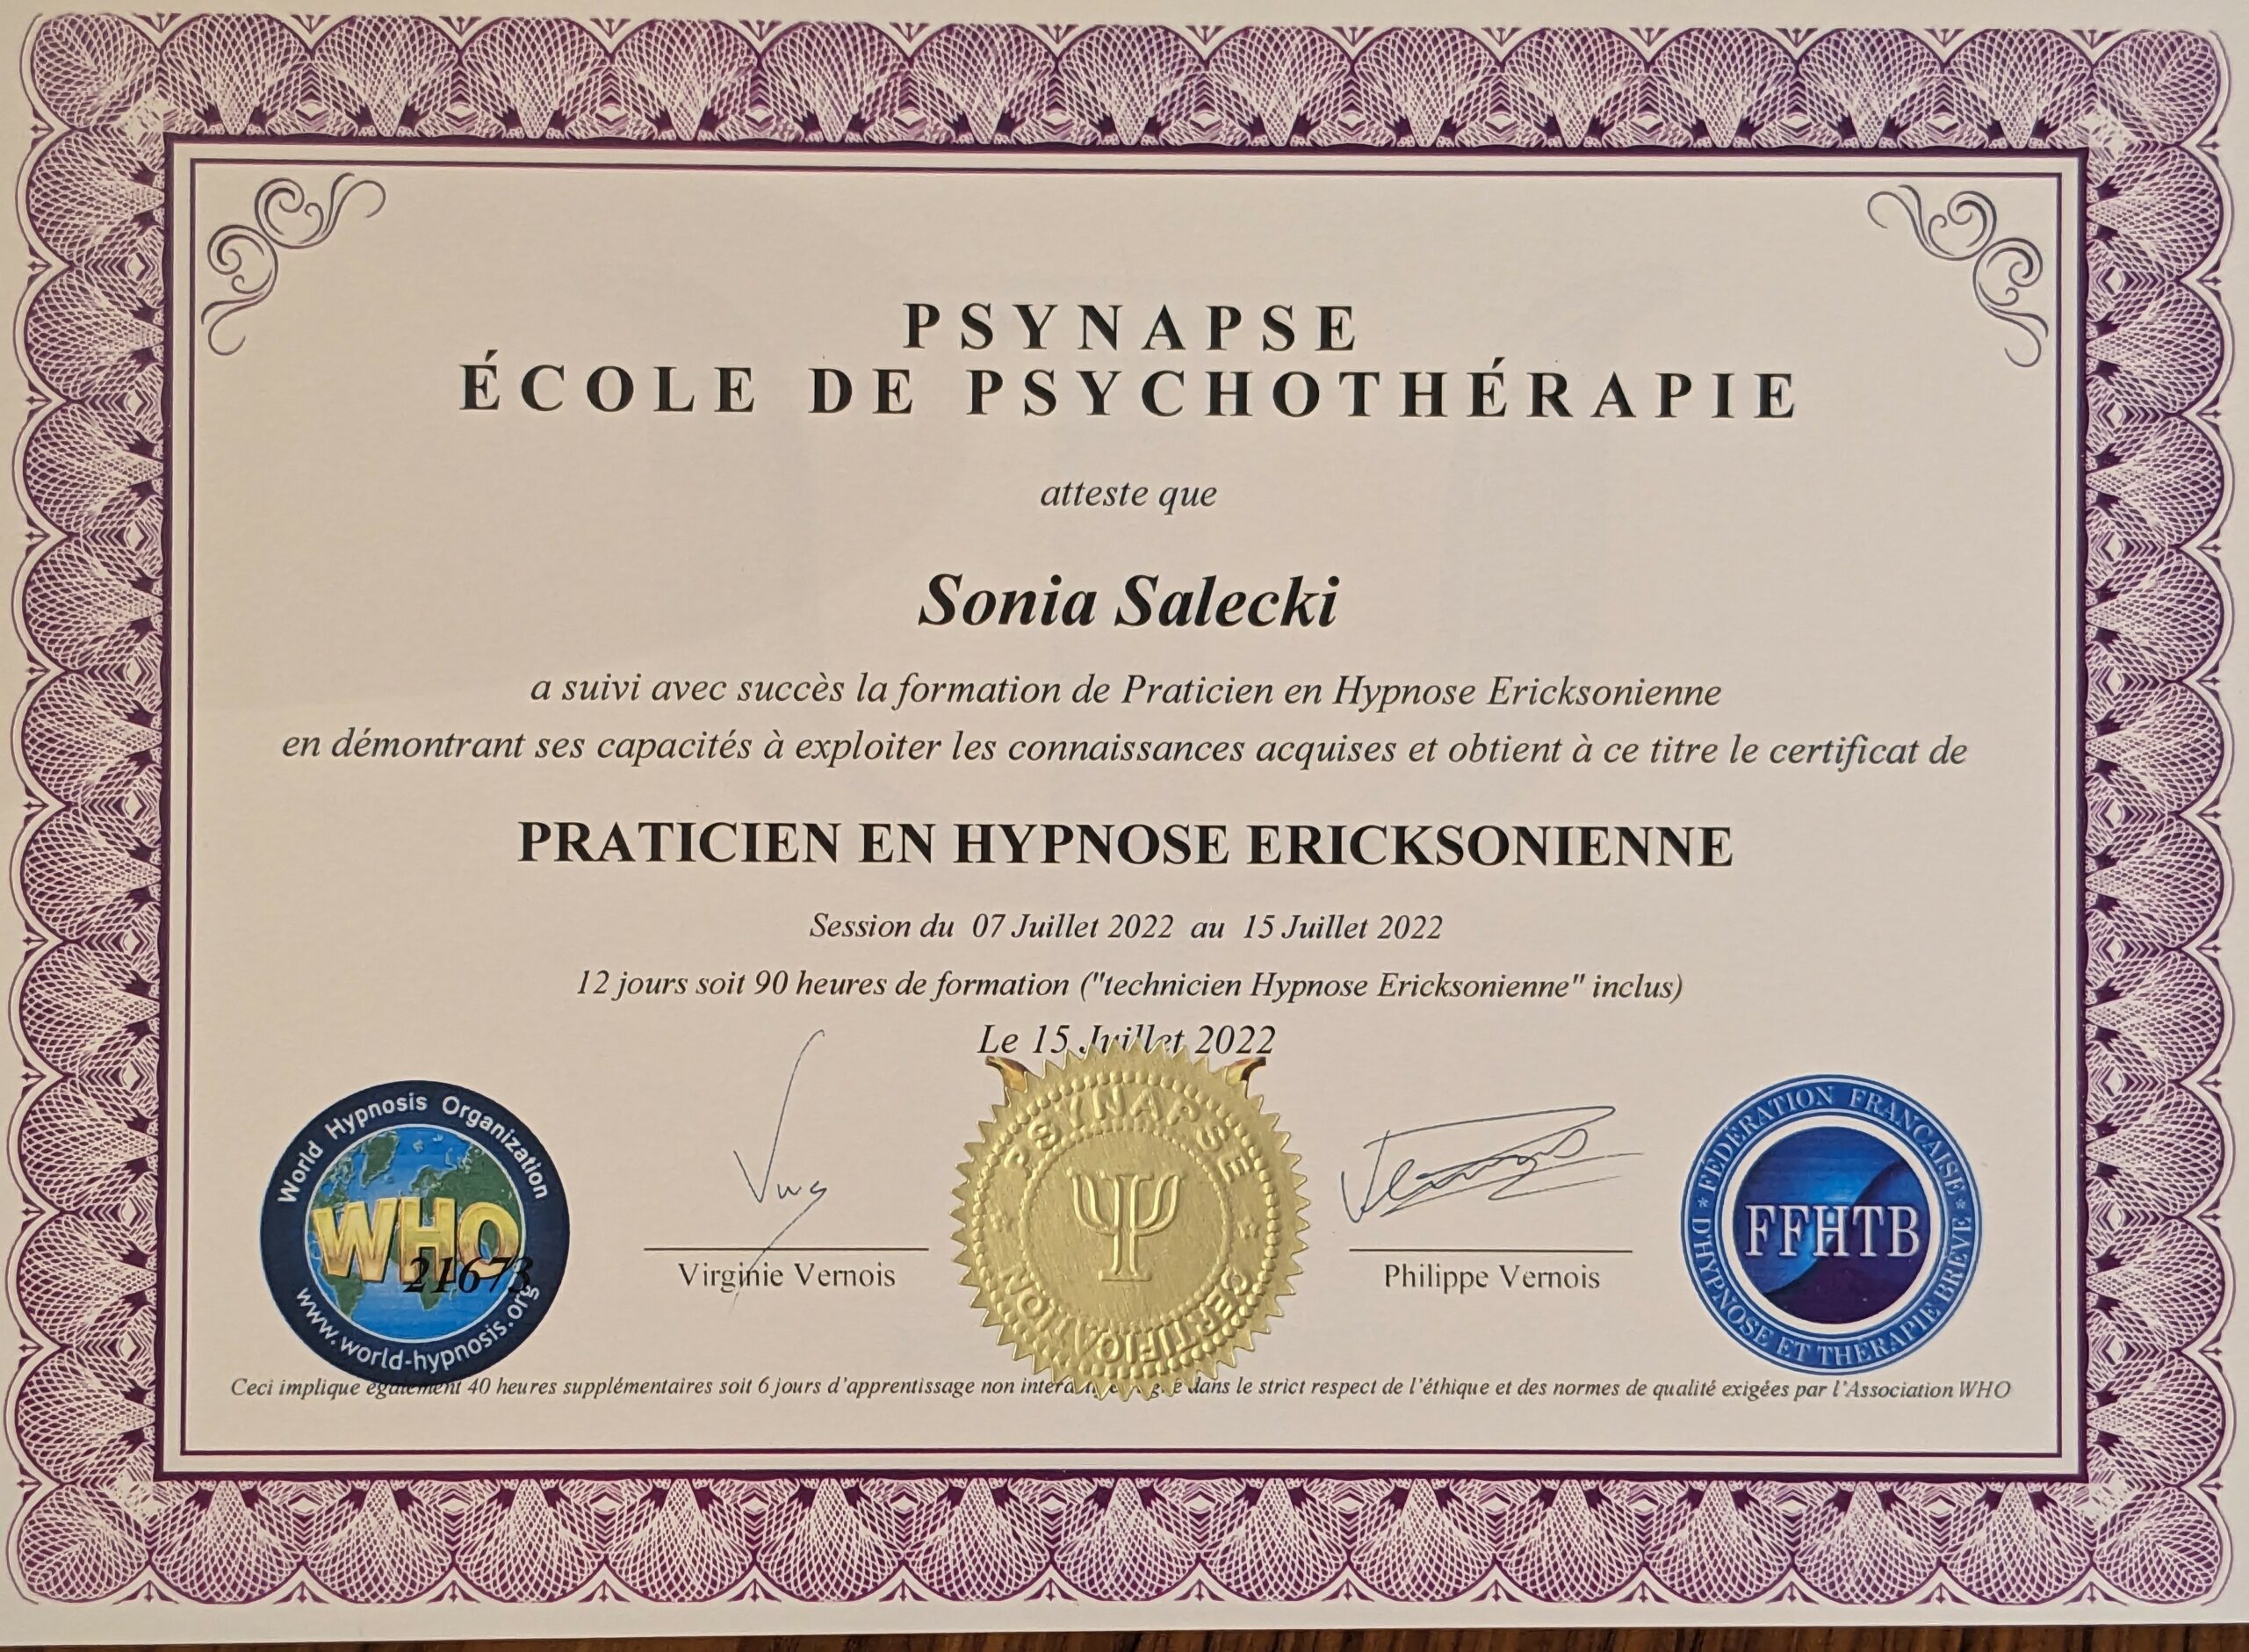 PSYNAPSE
ÉCOLE DE PSYCHOTHÉRAPIE
atteste que
Sonia Salecki
a suivi avec succès la formation de Praticien en Hypnose Ericksonienne
en démontrant ses capacités à exploiter les connaissances acquises et obtient à ce titre le certificat de
PRATICIEN EN HYPNOSE ERICKSONIENNE
Session du 07 Juillet 2022 au 15 Juillet 2022
12 jours soit 90 heures de formation ("technicien Hypnose Ericksonienne" inclus)
Le 15 Juillet 2022
World Hypnosis Organization
WHO
21673
www.world-hypnosis.org
Virginie Vernois
PSYNAPSE
Ψ
CERTIFICATION
Philippe Vernois
FÉDÉRATION FRANCAISE
FFHTB
D'HYPNOSE ET THÉRAPIE BRÈVE
Ceci implique également 40 heures supplémentaires soit 6 jours d'apprentissage non dans le strict respect de l'éthique et des normes de qualité exigées par l'Association WHO